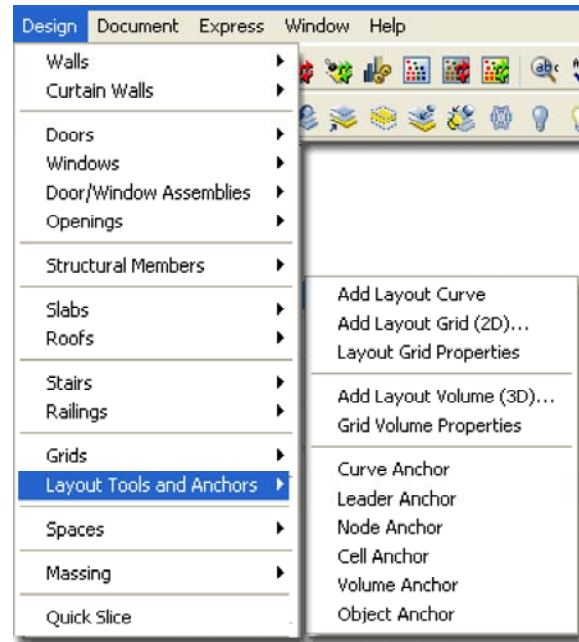 Design Document Express Window Help
Walls
Curtain Walls
Doors
Windows
Door/Window Assemblies
Openings
Structural Members
Slabs
Roofs
Stairs
Railings
Grids
Layout Tools and Anchors
Spaces
Massing
Quick Slice
Add Layout Curve
Add Layout Grid (2D)...
Layout Grid Properties
Add Layout Volume (3D)...
Grid Volume Properties
Curve Anchor
Leader Anchor
Node Anchor
Cell Anchor
Volume Anchor
Object Anchor